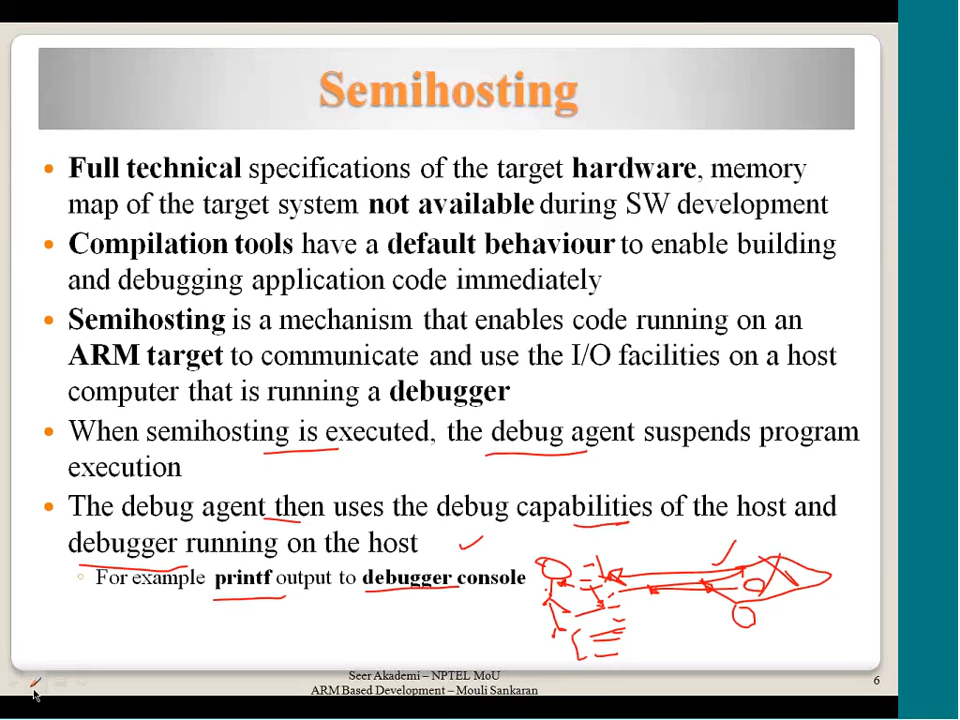 Semihosting
• Full technical specifications of the target hardware, memory
map of the target system not available during SW development
• Compilation tools have a default behaviour to enable building
and debugging application code immediately
• Semihosting is a mechanism that enables code running on an
ARM target to communicate and use the I/O facilities on a host
computer that is running a debugger
• When semihosting is executed, the debug agent suspends program
execution
• The debug agent then uses the debug capabilities of the host and
debugger running on the host
◦ For example printf output to debugger console
Seer Akademi – NPTEL MoU
ARM Based Development – Mouli Sankaran
6